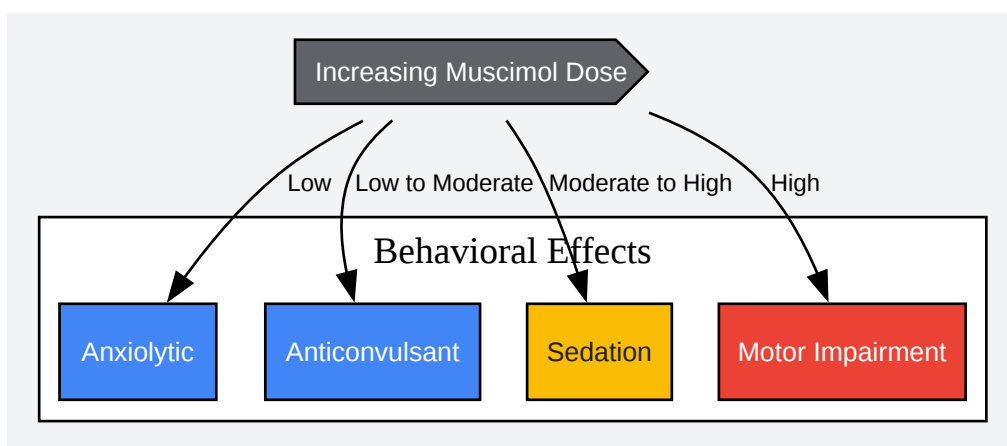 Increasing Muscimol Dose
Low
Low to Moderate
Moderate to High
High
Behavioral Effects
Anxiolytic
Anticonvulsant
Sedation
Motor Impairment